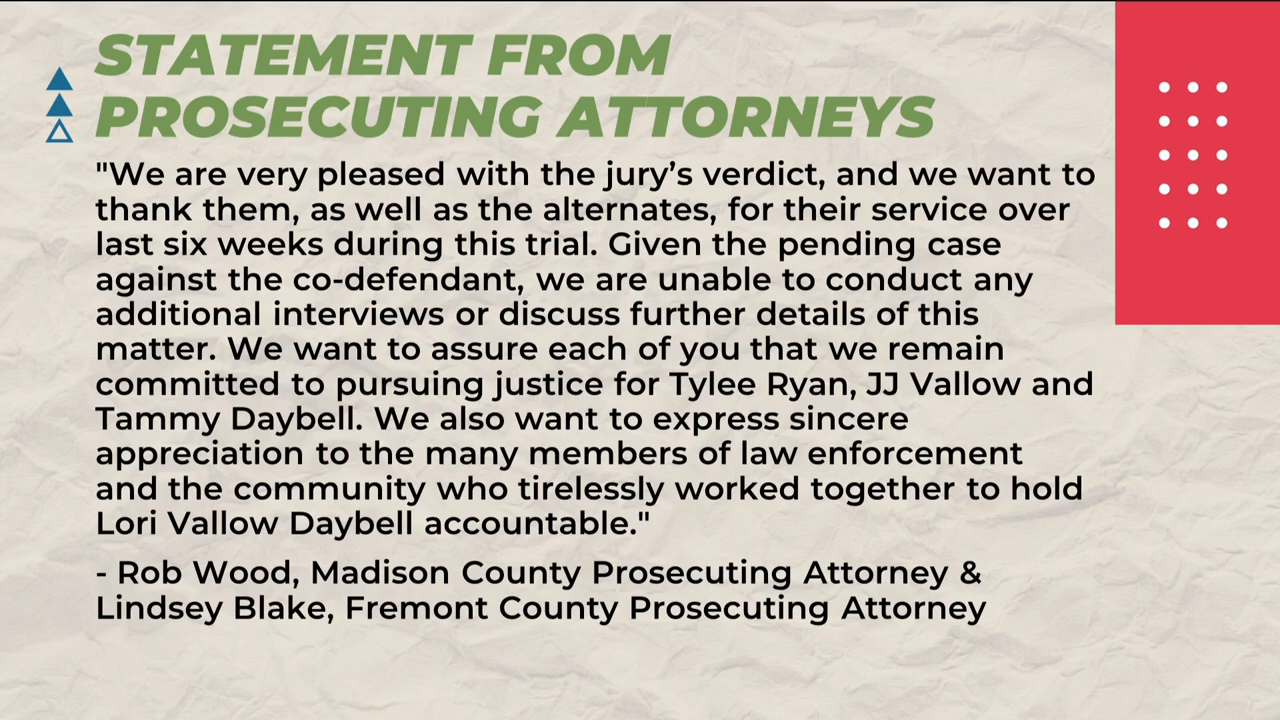 STATEMENT FROM
PROSECUTING ATTORNEYS
"We are very pleased with the jury’s verdict, and we want to
thank them, as well as the alternates, for their service over
last six weeks during this trial. Given the pending case
against the co-defendant, we are unable to conduct any
additional interviews or discuss further details of this
matter. We want to assure each of you that we remain
committed to pursuing justice for Tylee Ryan, JJ Vallow and
Tammy Daybell. We also want to express sincere
appreciation to the many members of law enforcement
and the community who tirelessly worked together to hold
Lori Vallow Daybell accountable."
- Rob Wood, Madison County Prosecuting Attorney &
Lindsey Blake, Fremont County Prosecuting Attorney